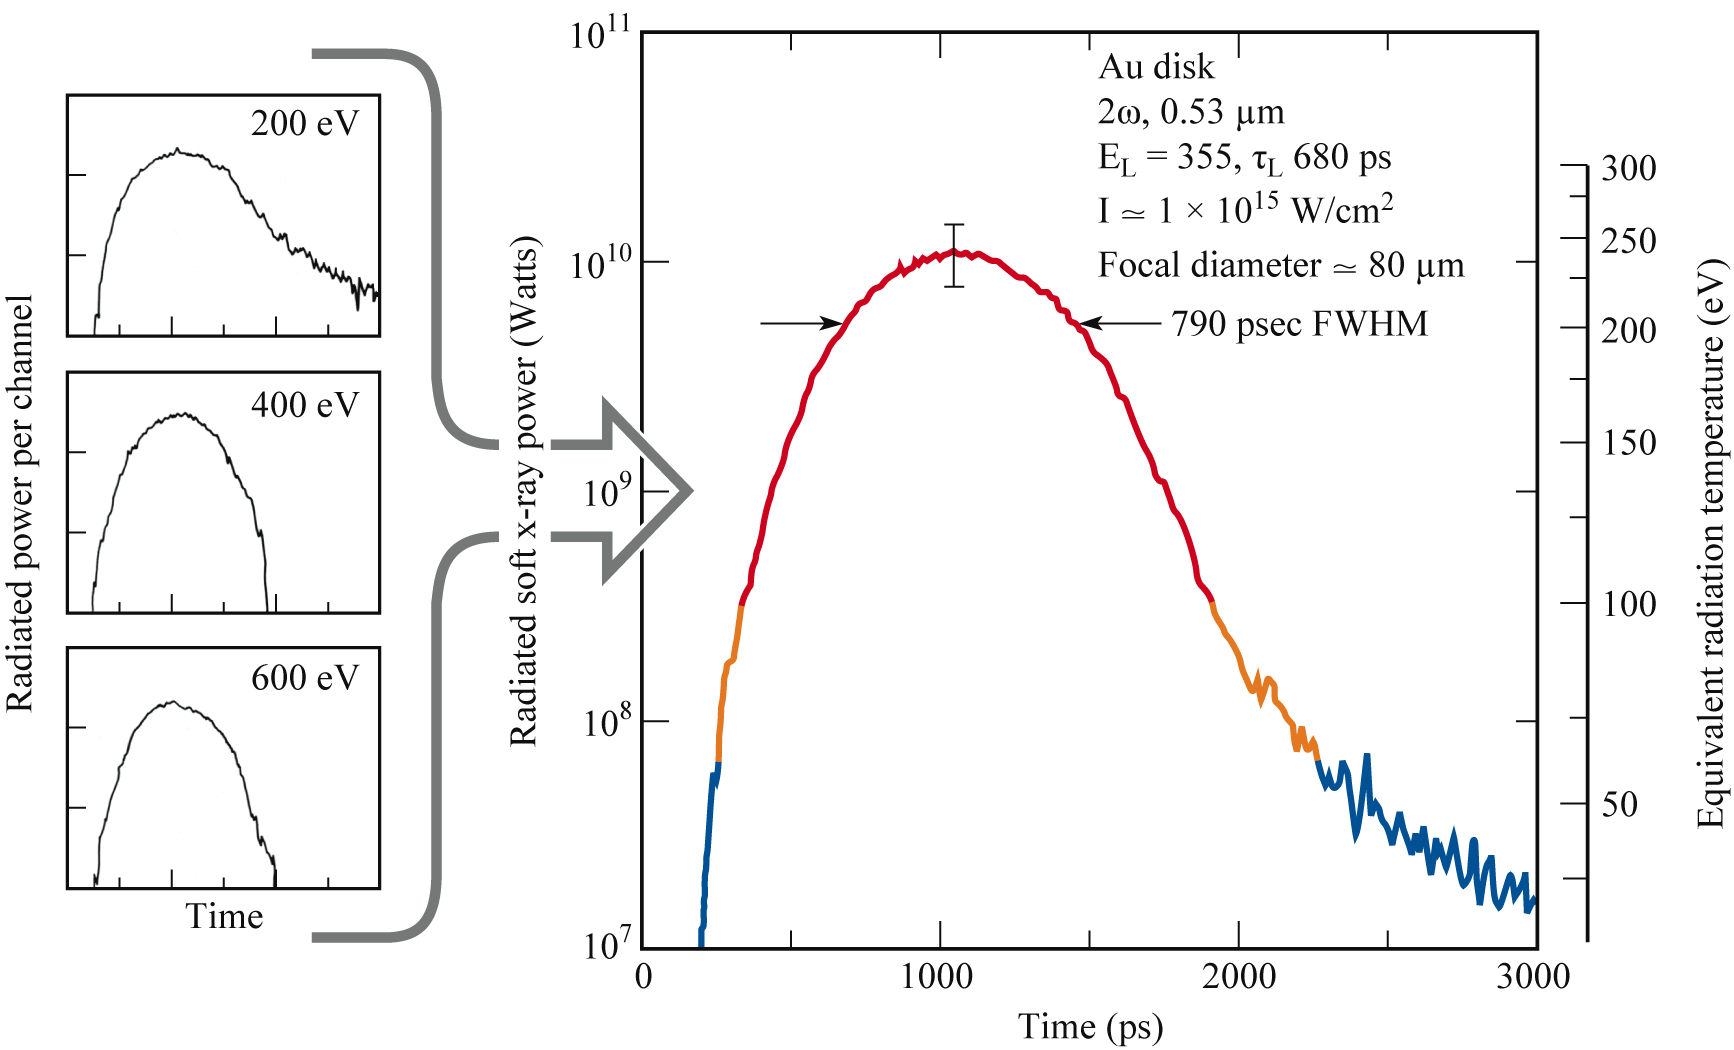 Radiated power per channel
200 eV
400 eV
600 eV
Time
Radiated soft x-ray power (Watts)
10¹¹
10¹⁰
10⁹
10⁸
10⁷
0
1000
2000
3000
Time (ps)
Au disk
2ω, 0.53 µm
E_L = 355, τ_L 680 ps
I ≃ 1 × 10¹⁵ W/cm²
Focal diameter ≃ 80 µm
790 psec FWHM
300
250
200
150
100
50
Equivalent radiation temperature (eV)